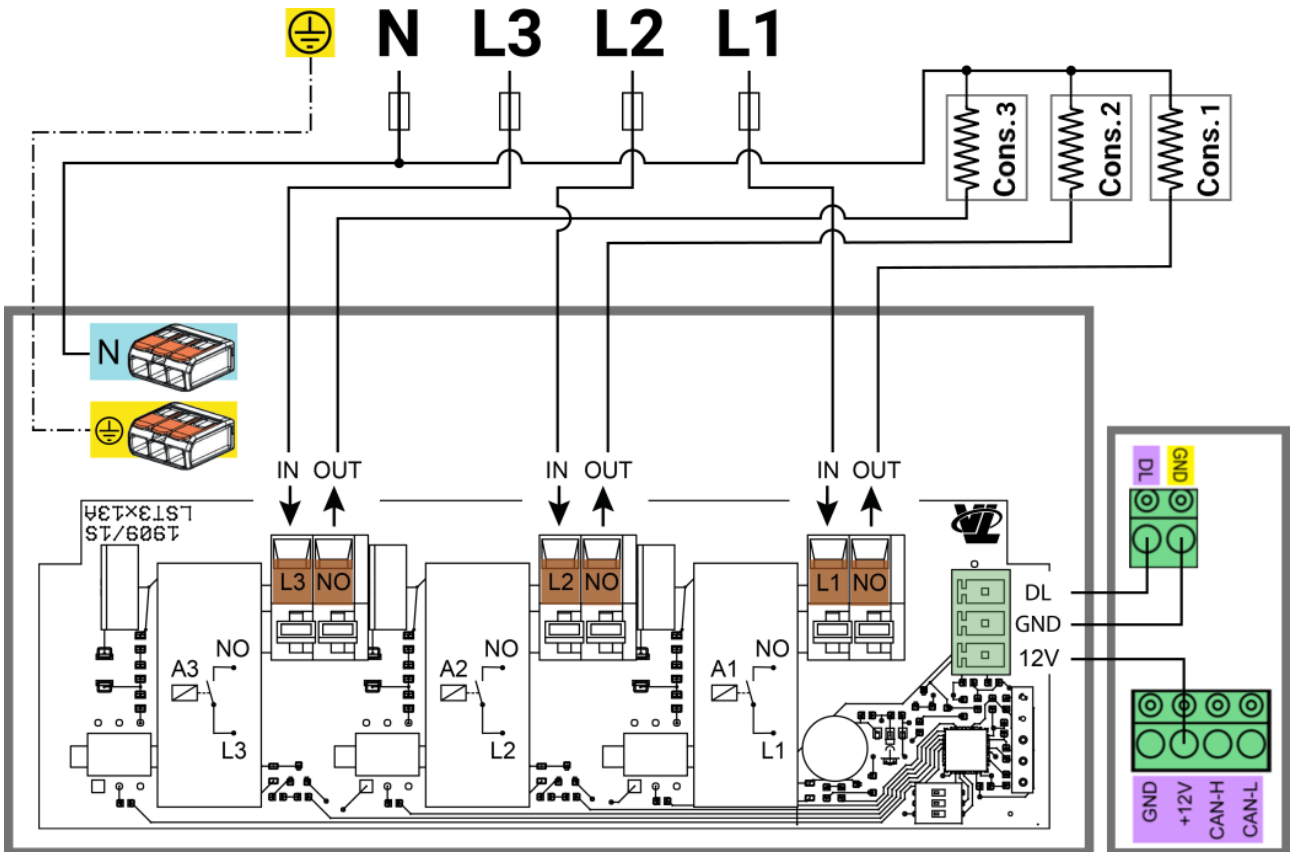 N L3 L2 L1
Cons.3
Cons.2
Cons.1
N
IN OUT
IN OUT
IN OUT
LST3x13A
1909/1S
L3 NO
L2 NO
L1 NO
DL
GND
12V
NO
A3
L3
NO
A2
L2
NO
A1
L1
DL
GND
GND
+12V
CAN-H
CAN-L